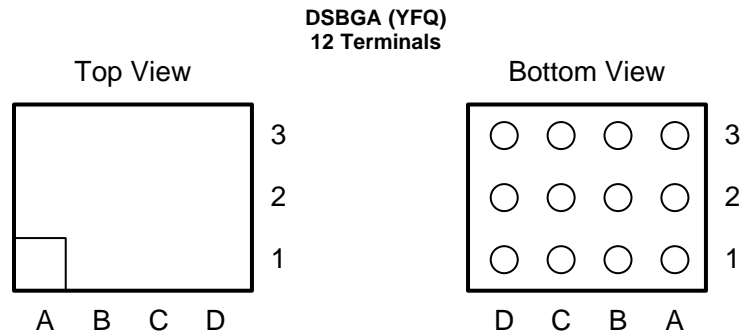 DSBGA (YFQ)
12 Terminals
Top View
3
2
1
A B C D
Bottom View
3
2
1
D C B A